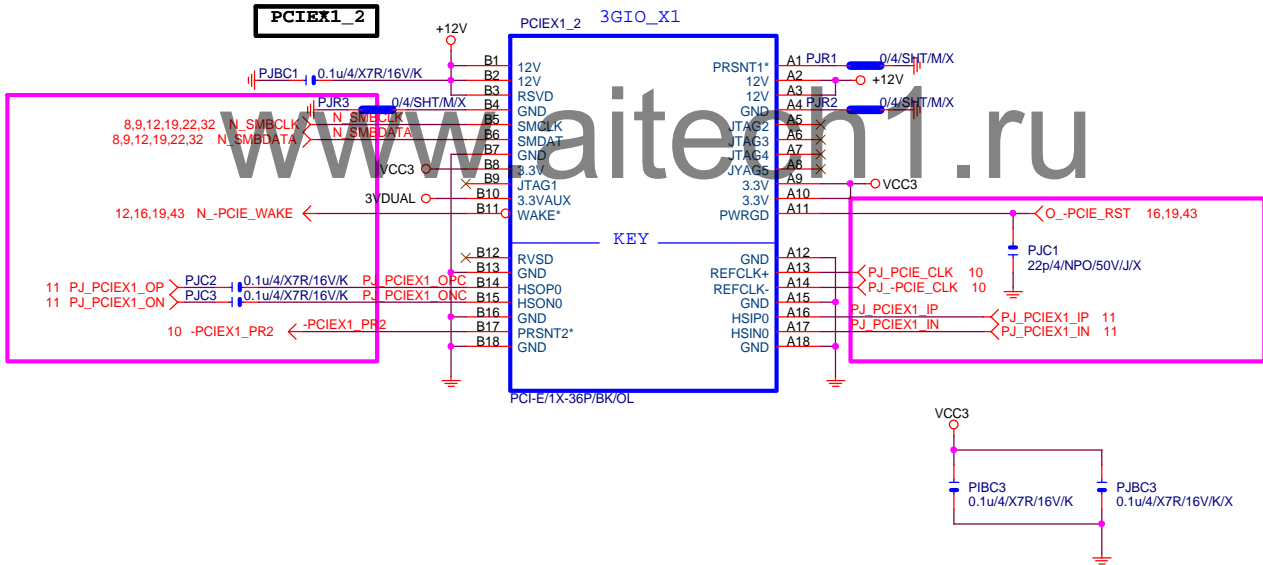 PCIEX1_2
3GIO_X1
PCIEX1_2
+12V
PJBC1 0.1u/4/X7R/16V/K
PJR3 0/4/SHT/M/X
8,9,12,19,22,32 N_SMBCLK
N_SMBCLK
8,9,12,19,22,32 N_SMBDATA
N_SMBDATA
VCC3
3VDUAL
12,16,19,43 N_-PCIE_WAKE
11 PJ_PCIEX1_OP PJC2 0.1u/4/X7R/16V/K PJ_PCIEX1_OPC
11 PJ_PCIEX1_ON PJC3 0.1u/4/X7R/16V/K PJ_PCIEX1_ONC
10 -PCIEX1_PR2 -PCIEX1_PR2
B1 12V
B2 12V
B3 RSVD
B4 GND
B5 SMCLK
B6 SMDAT
B7 GND
B8 3.3V
B9 JTAG1
B10 3.3VAUX
B11 WAKE*
KEY
B12 RVSD
B13 GND
B14 HSOP0
B15 HSON0
B16 GND
B17 PRSNT2*
B18 GND
PRSNT1* A1
12V A2
12V A3
GND A4
JTAG2 A5
JTAG3 A6
JTAG4 A7
JYAG5 A8
3.3V A9
3.3V A10
PWRGD A11
GND A12
REFCLK+ A13
REFCLK- A14
GND A15
HSIP0 A16
HSIN0 A17
GND A18
PJR1 0/4/SHT/M/X
+12V
PJR2 0/4/SHT/M/X
VCC3
O_-PCIE_RST 16,19,43
PJC1
22p/4/NPO/50V/J/X
PJ_PCIE_CLK 10
PJ_-PCIE_CLK 10
PJ_PCIEX1_IP
PJ_PCIEX1_IP 11
PJ_PCIEX1_IN
PJ_PCIEX1_IN 11
PCI-E/1X-36P/BK/OL
VCC3
PIBC3
0.1u/4/X7R/16V/K
PJBC3
0.1u/4/X7R/16V/K/X
www.aitech1.ru